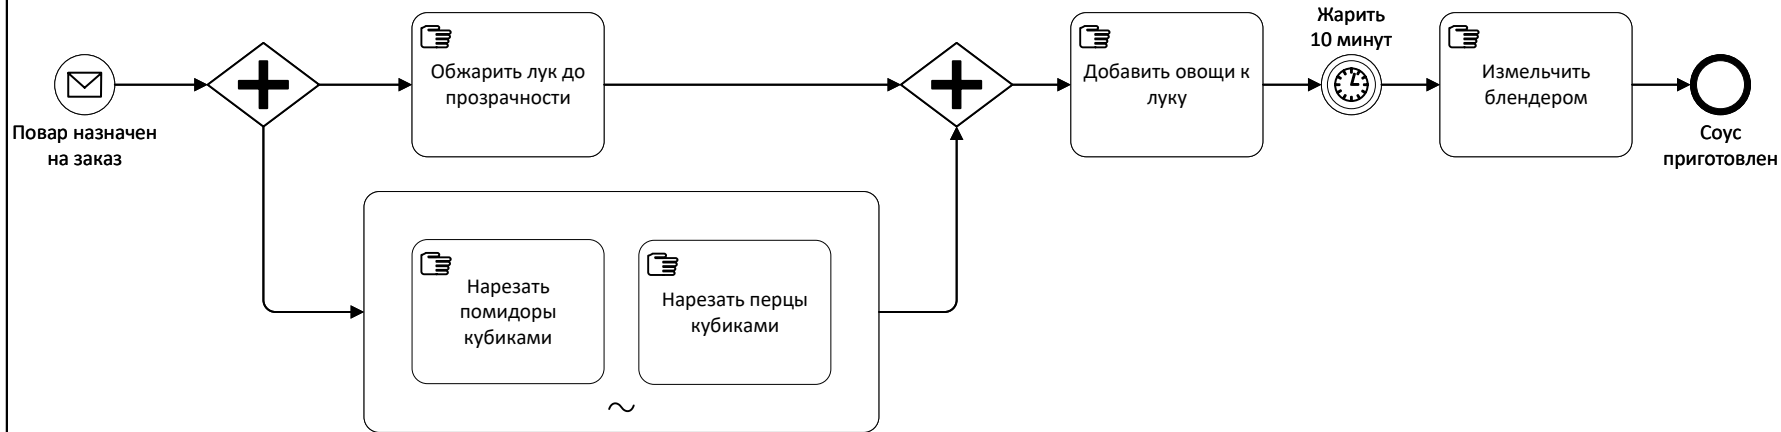 Повар назначен
на заказ
Обжарить лук до
прозрачности
Нарезать
помидоры
кубиками
Нарезать перцы
кубиками
Добавить овощи к
луку
Жарить
10 минут
Измельчить
блендером
Соус
приготовлен